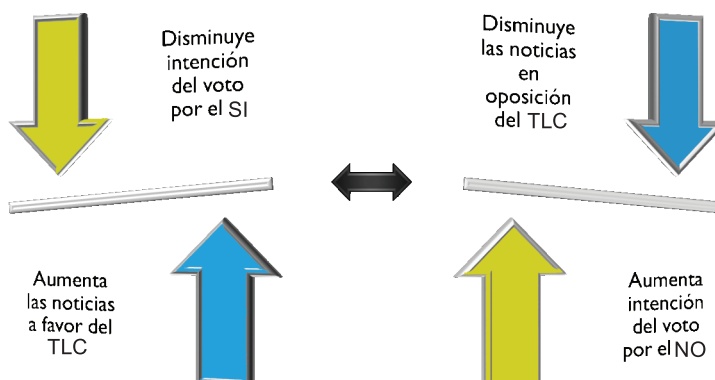 Disminuye
intención
del voto
por el SI
Disminuye
las noticias
en
oposición
del TLC
Aumenta
las noticias
a favor del
TLC
Aumenta
intención
del voto
por el NO